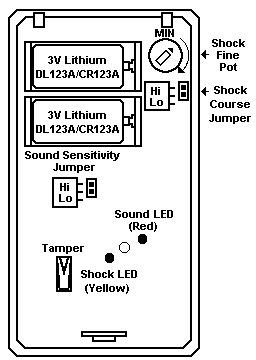 MIN
3V Lithium
DL123A/CR123A
Shock
Fine
Pot
Hi
Lo
Shock
Course
Jumper
3V Lithium
DL123A/CR123A
Sound Sensitivity
Jumper
Hi
Lo
Sound LED
(Red)
Tamper
Shock LED
(Yellow)